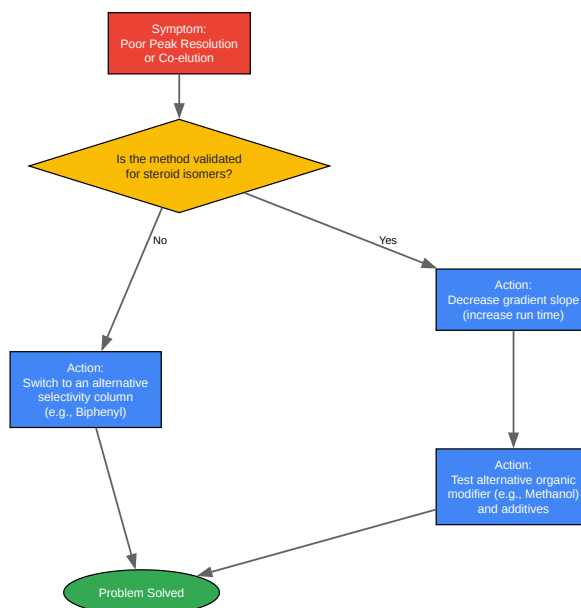 Symptom:
Poor Peak Resolution
or Co-elution
Is the method validated
for steroid isomers?
No
Yes
Action:
Decrease gradient slope
(increase run time)
Action:
Switch to an alternative
selectivity column
(e.g., Biphenyl)
Action:
Test alternative organic
modifier (e.g., Methanol)
and additives
Problem Solved